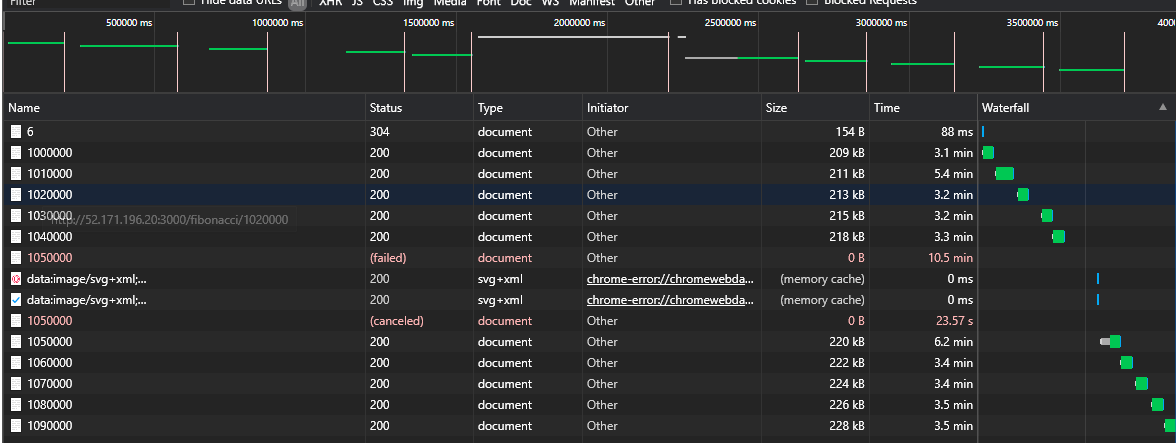 Filter Hide data URLs All XHR JS CSS Img Media Font Doc WS Manifest Other Has blocked cookies Blocked Requests
500000 ms 1000000 ms 1500000 ms 2000000 ms 2500000 ms 3000000 ms 3500000 ms 4000
Name Status Type Initiator Size Time Waterfall
6 304 document Other 154 B 88 ms
1000000 200 document Other 209 kB 3.1 min
1010000 200 document Other 211 kB 5.4 min
1020000 200 document Other 213 kB 3.2 min
1030000 200 document Other 215 kB 3.2 min
http://52.171.196.20:3000/fibonacci/1020000
1040000 200 document Other 218 kB 3.3 min
1050000 (failed) document Other 0 B 10.5 min
data:image/svg+xml;... 200 svg+xml chrome-error://chromewebda... (memory cache) 0 ms
data:image/svg+xml;... 200 svg+xml chrome-error://chromewebda... (memory cache) 0 ms
1050000 (canceled) document Other 0 B 23.57 s
1050000 200 document Other 220 kB 6.2 min
1060000 200 document Other 222 kB 3.4 min
1070000 200 document Other 224 kB 3.4 min
1080000 200 document Other 226 kB 3.5 min
1090000 200 document Other 228 kB 3.5 min